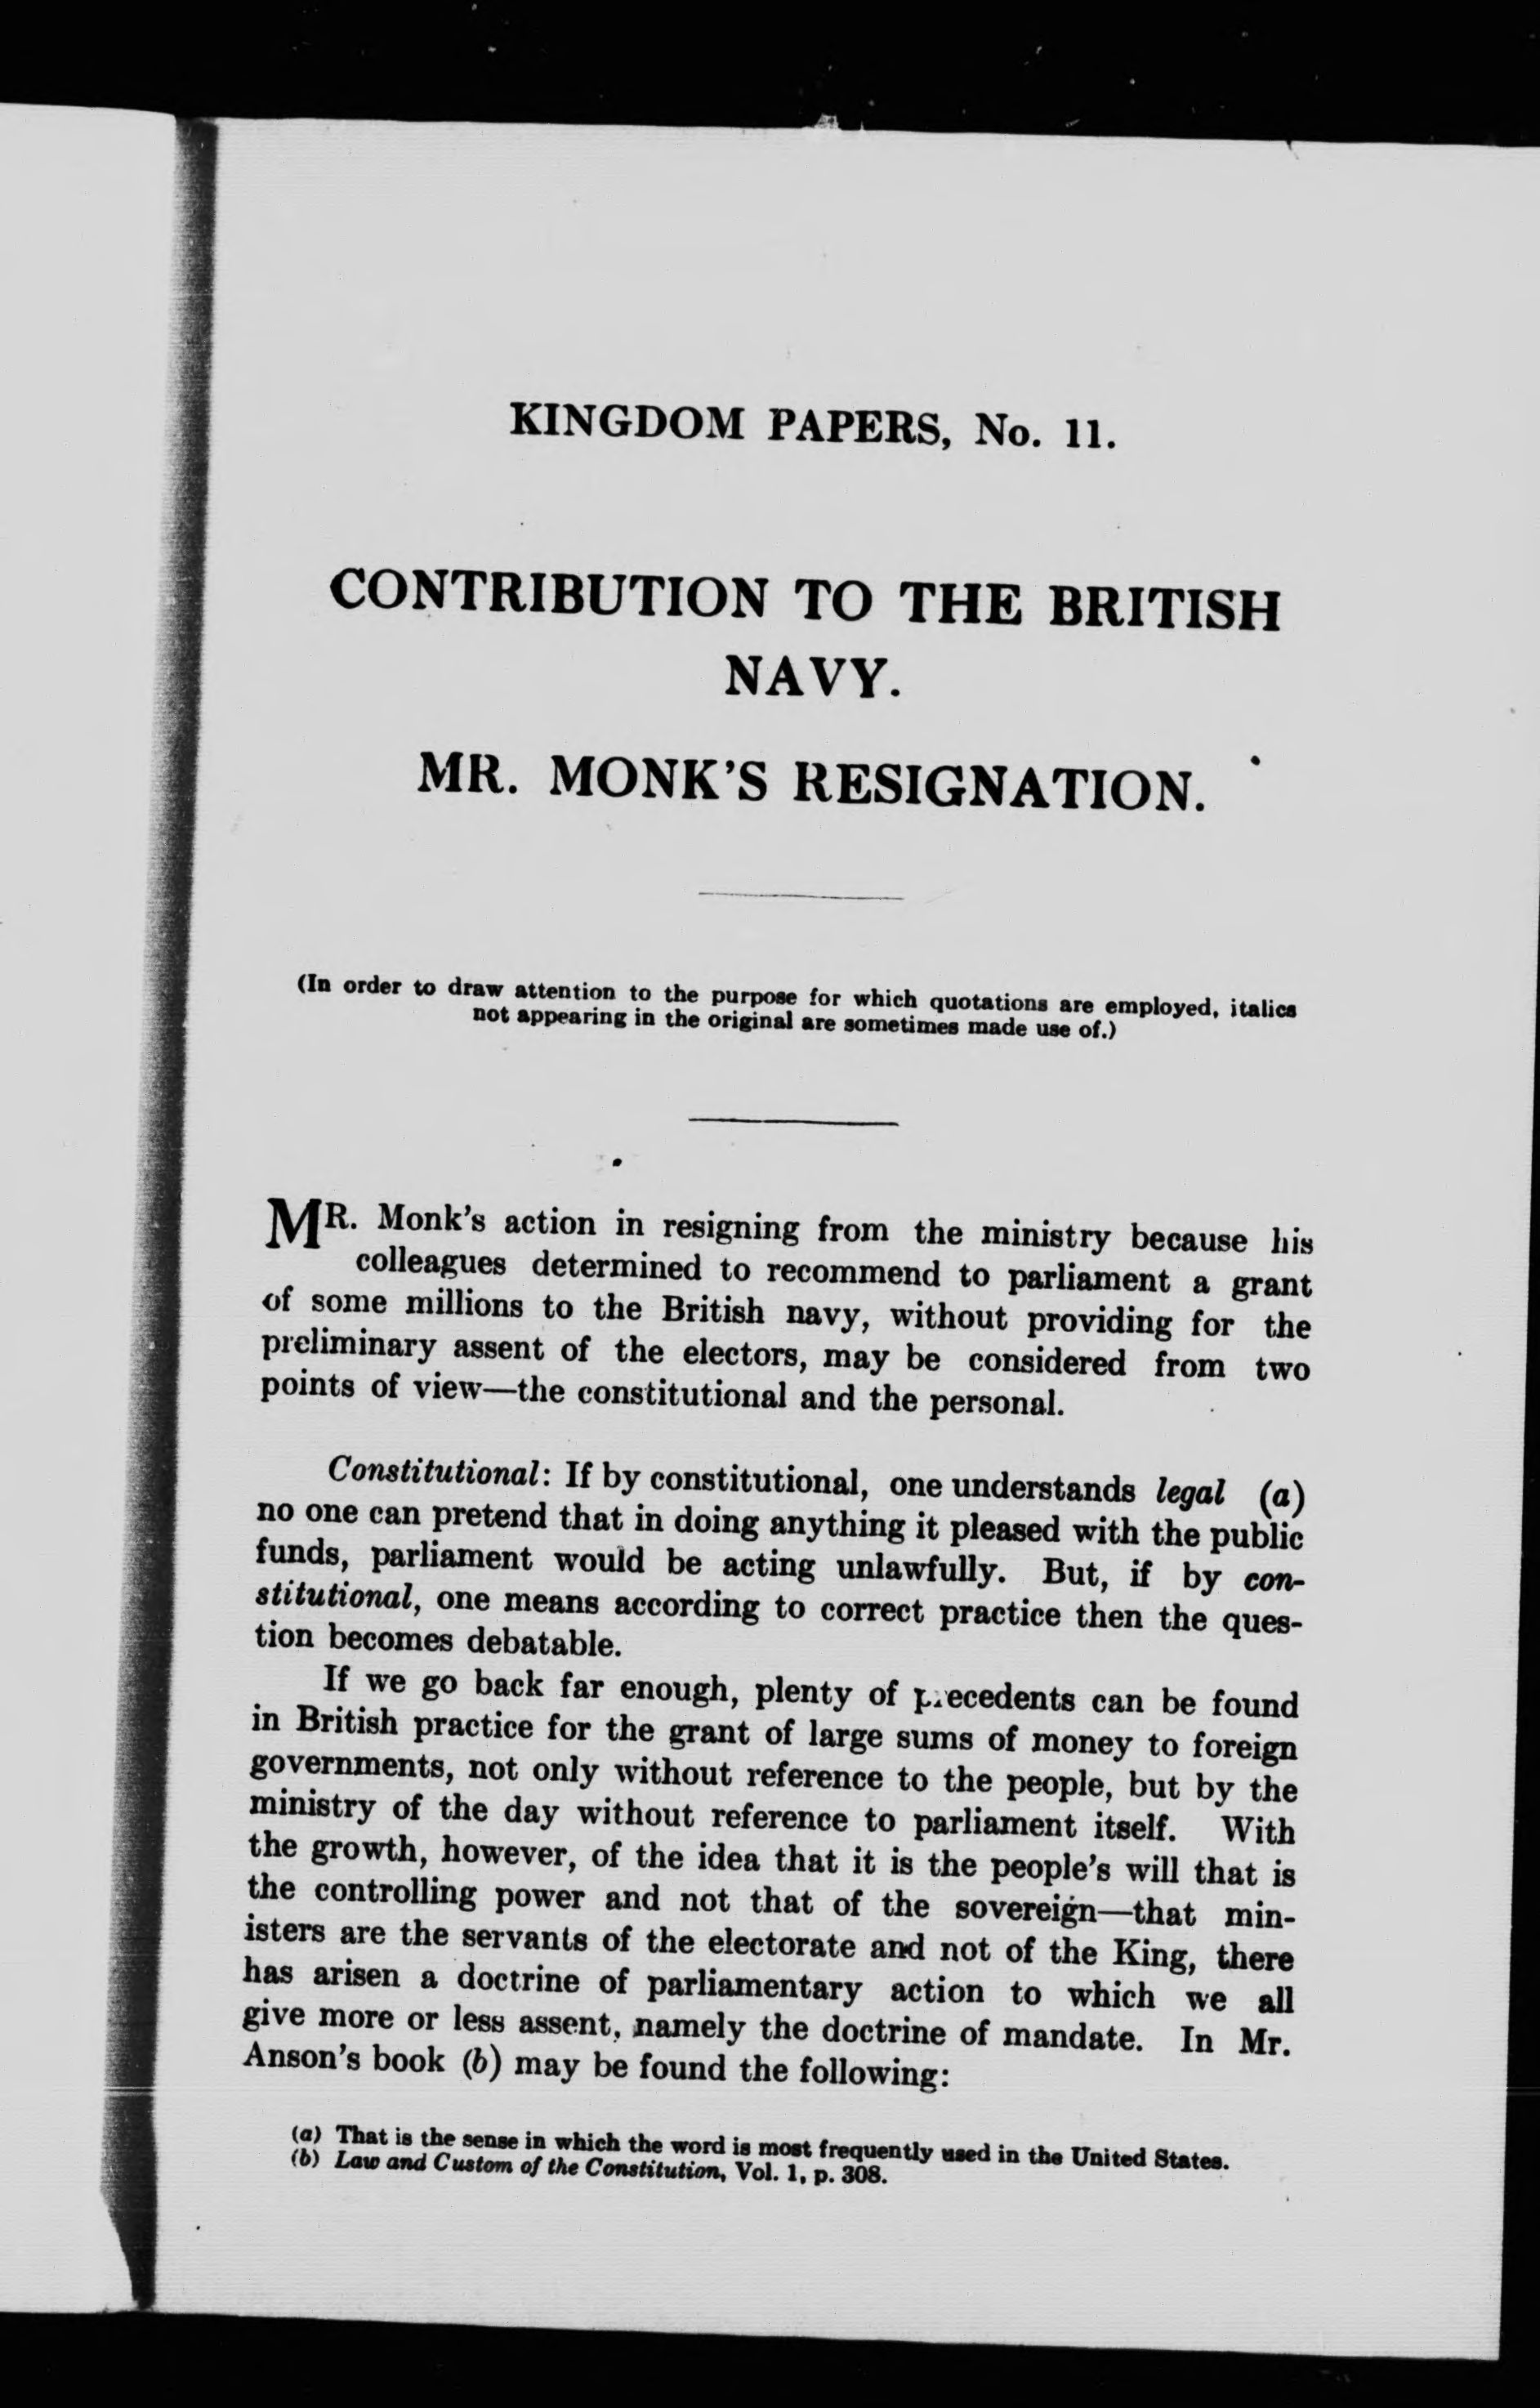 KINGDOM PAPERS, No. 11.
CONTRIBUTION TO THE BRITISH
NAVY.
MR. MONK'S RESIGNATION.
(In order to draw attention to the purpose for which quotations are employed, italics
not appearing in the original are sometimes made use of.)
MR. Monk's action in resigning from the ministry because his
colleagues determined to recommend to parliament a grant
of some millions to the British navy, without providing for the
preliminary assent of the electors, may be considered from two
points of view—the constitutional and the personal.
Constitutional: If by constitutional, one understands legal (a)
no one can pretend that in doing anything it pleased with the public
funds, parliament would be acting unlawfully. But, if by con-
stitutional, one means according to correct practice then the ques-
tion becomes debatable.
If we go back far enough, plenty of precedents can be found
in British practice for the grant of large sums of money to foreign
governments, not only without reference to the people, but by the
ministry of the day without reference to parliament itself. With
the growth, however, of the idea that it is the people's will that is
the controlling power and not that of the sovereign—that min-
isters are the servants of the electorate and not of the King, there
has arisen a doctrine of parliamentary action to which we all
give more or less assent, namely the doctrine of mandate. In Mr.
Anson's book (b) may be found the following:
(a) That is the sense in which the word is most frequently used in the United States.
(b) Law and Custom of the Constitution, Vol. 1, p. 308.